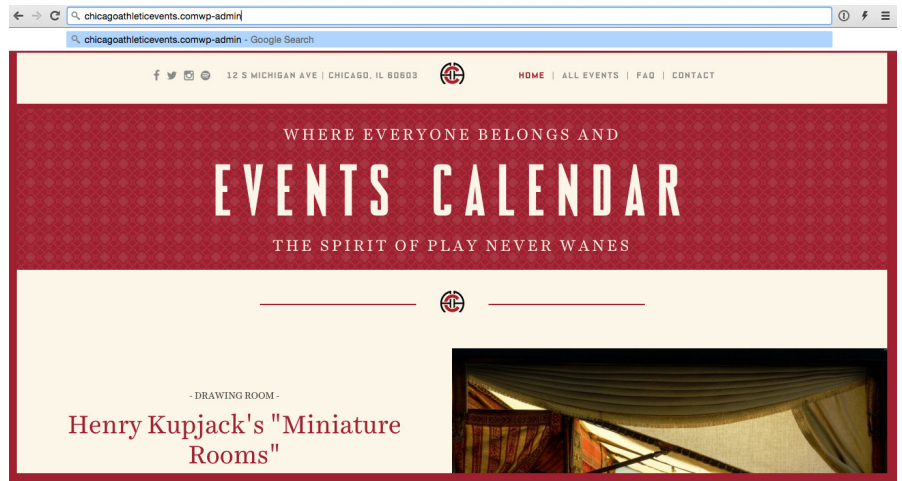 chicagoathleticevents.comwp-admin
chicagoathleticevents.comwp-admin - Google Search
12 S MICHIGAN AVE | CHICAGO, IL 60603
HOME | ALL EVENTS | FAQ | CONTACT
WHERE EVERYONE BELONGS AND
EVENTS CALENDAR
THE SPIRIT OF PLAY NEVER WANES
- DRAWING ROOM -
Henry Kupjack's "Miniature
Rooms"